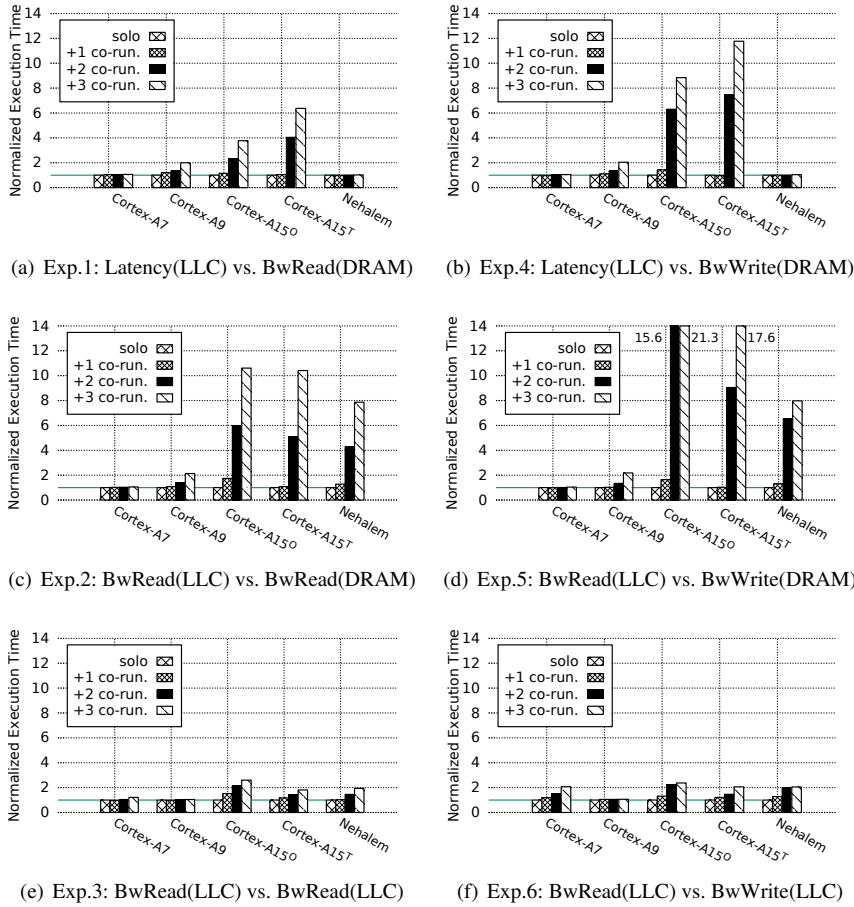 Normalized Execution Time
14
12
10
8
6
4
2
0
solo
+1 co-run.
+2 co-run.
+3 co-run.
Cortex-A7
Cortex-A9
Cortex-A15O
Cortex-A15T
Nehalem
(a) Exp.1: Latency(LLC) vs. BwRead(DRAM)
Normalized Execution Time
14
12
10
8
6
4
2
0
solo
+1 co-run.
+2 co-run.
+3 co-run.
Cortex-A7
Cortex-A9
Cortex-A15O
Cortex-A15T
Nehalem
(b) Exp.4: Latency(LLC) vs. BwWrite(DRAM)
Normalized Execution Time
14
12
10
8
6
4
2
0
solo
+1 co-run.
+2 co-run.
+3 co-run.
Cortex-A7
Cortex-A9
Cortex-A15O
Cortex-A15T
Nehalem
(c) Exp.2: BwRead(LLC) vs. BwRead(DRAM)
Normalized Execution Time
14
12
10
8
6
4
2
0
solo
+1 co-run.
+2 co-run.
+3 co-run.
15.6
21.3
17.6
Cortex-A7
Cortex-A9
Cortex-A15O
Cortex-A15T
Nehalem
(d) Exp.5: BwRead(LLC) vs. BwWrite(DRAM)
Normalized Execution Time
14
12
10
8
6
4
2
0
solo
+1 co-run.
+2 co-run.
+3 co-run.
Cortex-A7
Cortex-A9
Cortex-A15O
Cortex-A15T
Nehalem
(e) Exp.3: BwRead(LLC) vs. BwRead(LLC)
Normalized Execution Time
14
12
10
8
6
4
2
0
solo
+1 co-run.
+2 co-run.
+3 co-run.
Cortex-A7
Cortex-A9
Cortex-A15O
Cortex-A15T
Nehalem
(f) Exp.6: BwRead(LLC) vs. BwWrite(LLC)